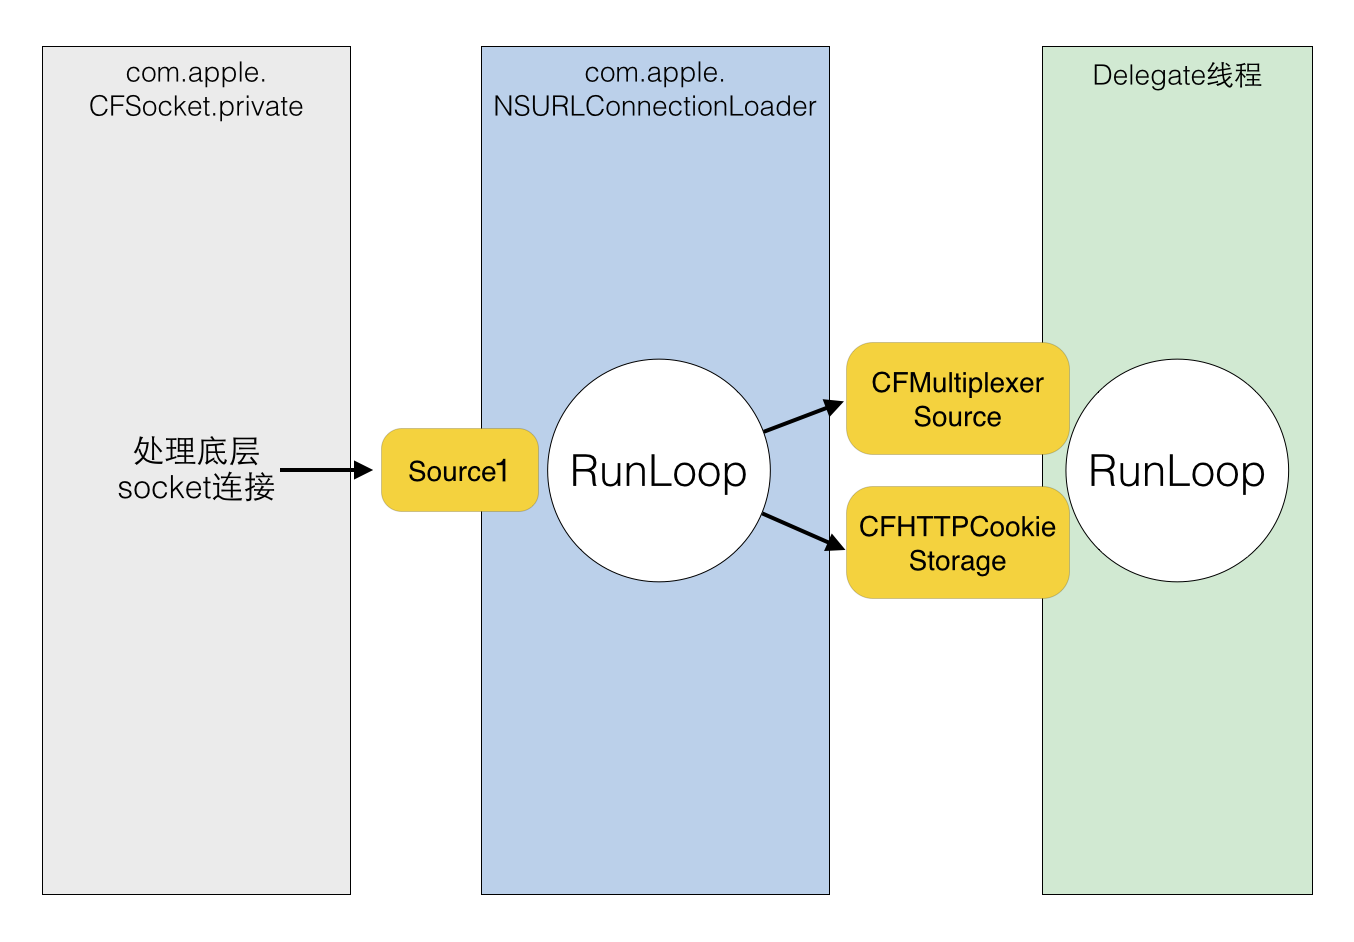 com.apple.
CFSocket.private
com.apple.
NSURLConnectionLoader
Delegate线程
处理底层
socket连接
Source1
RunLoop
CFMultiplexer
Source
CFHTTPCookie
Storage
RunLoop